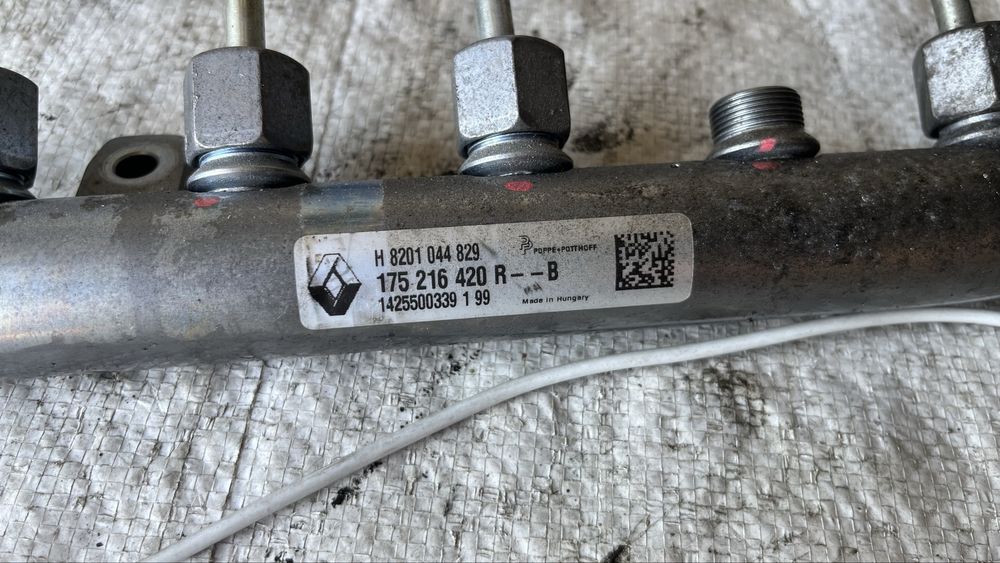 H 8201 044 829
POPPE+POTTHOFF
175 216 420 R - - B
1425500339 1 99
Made in Hungary